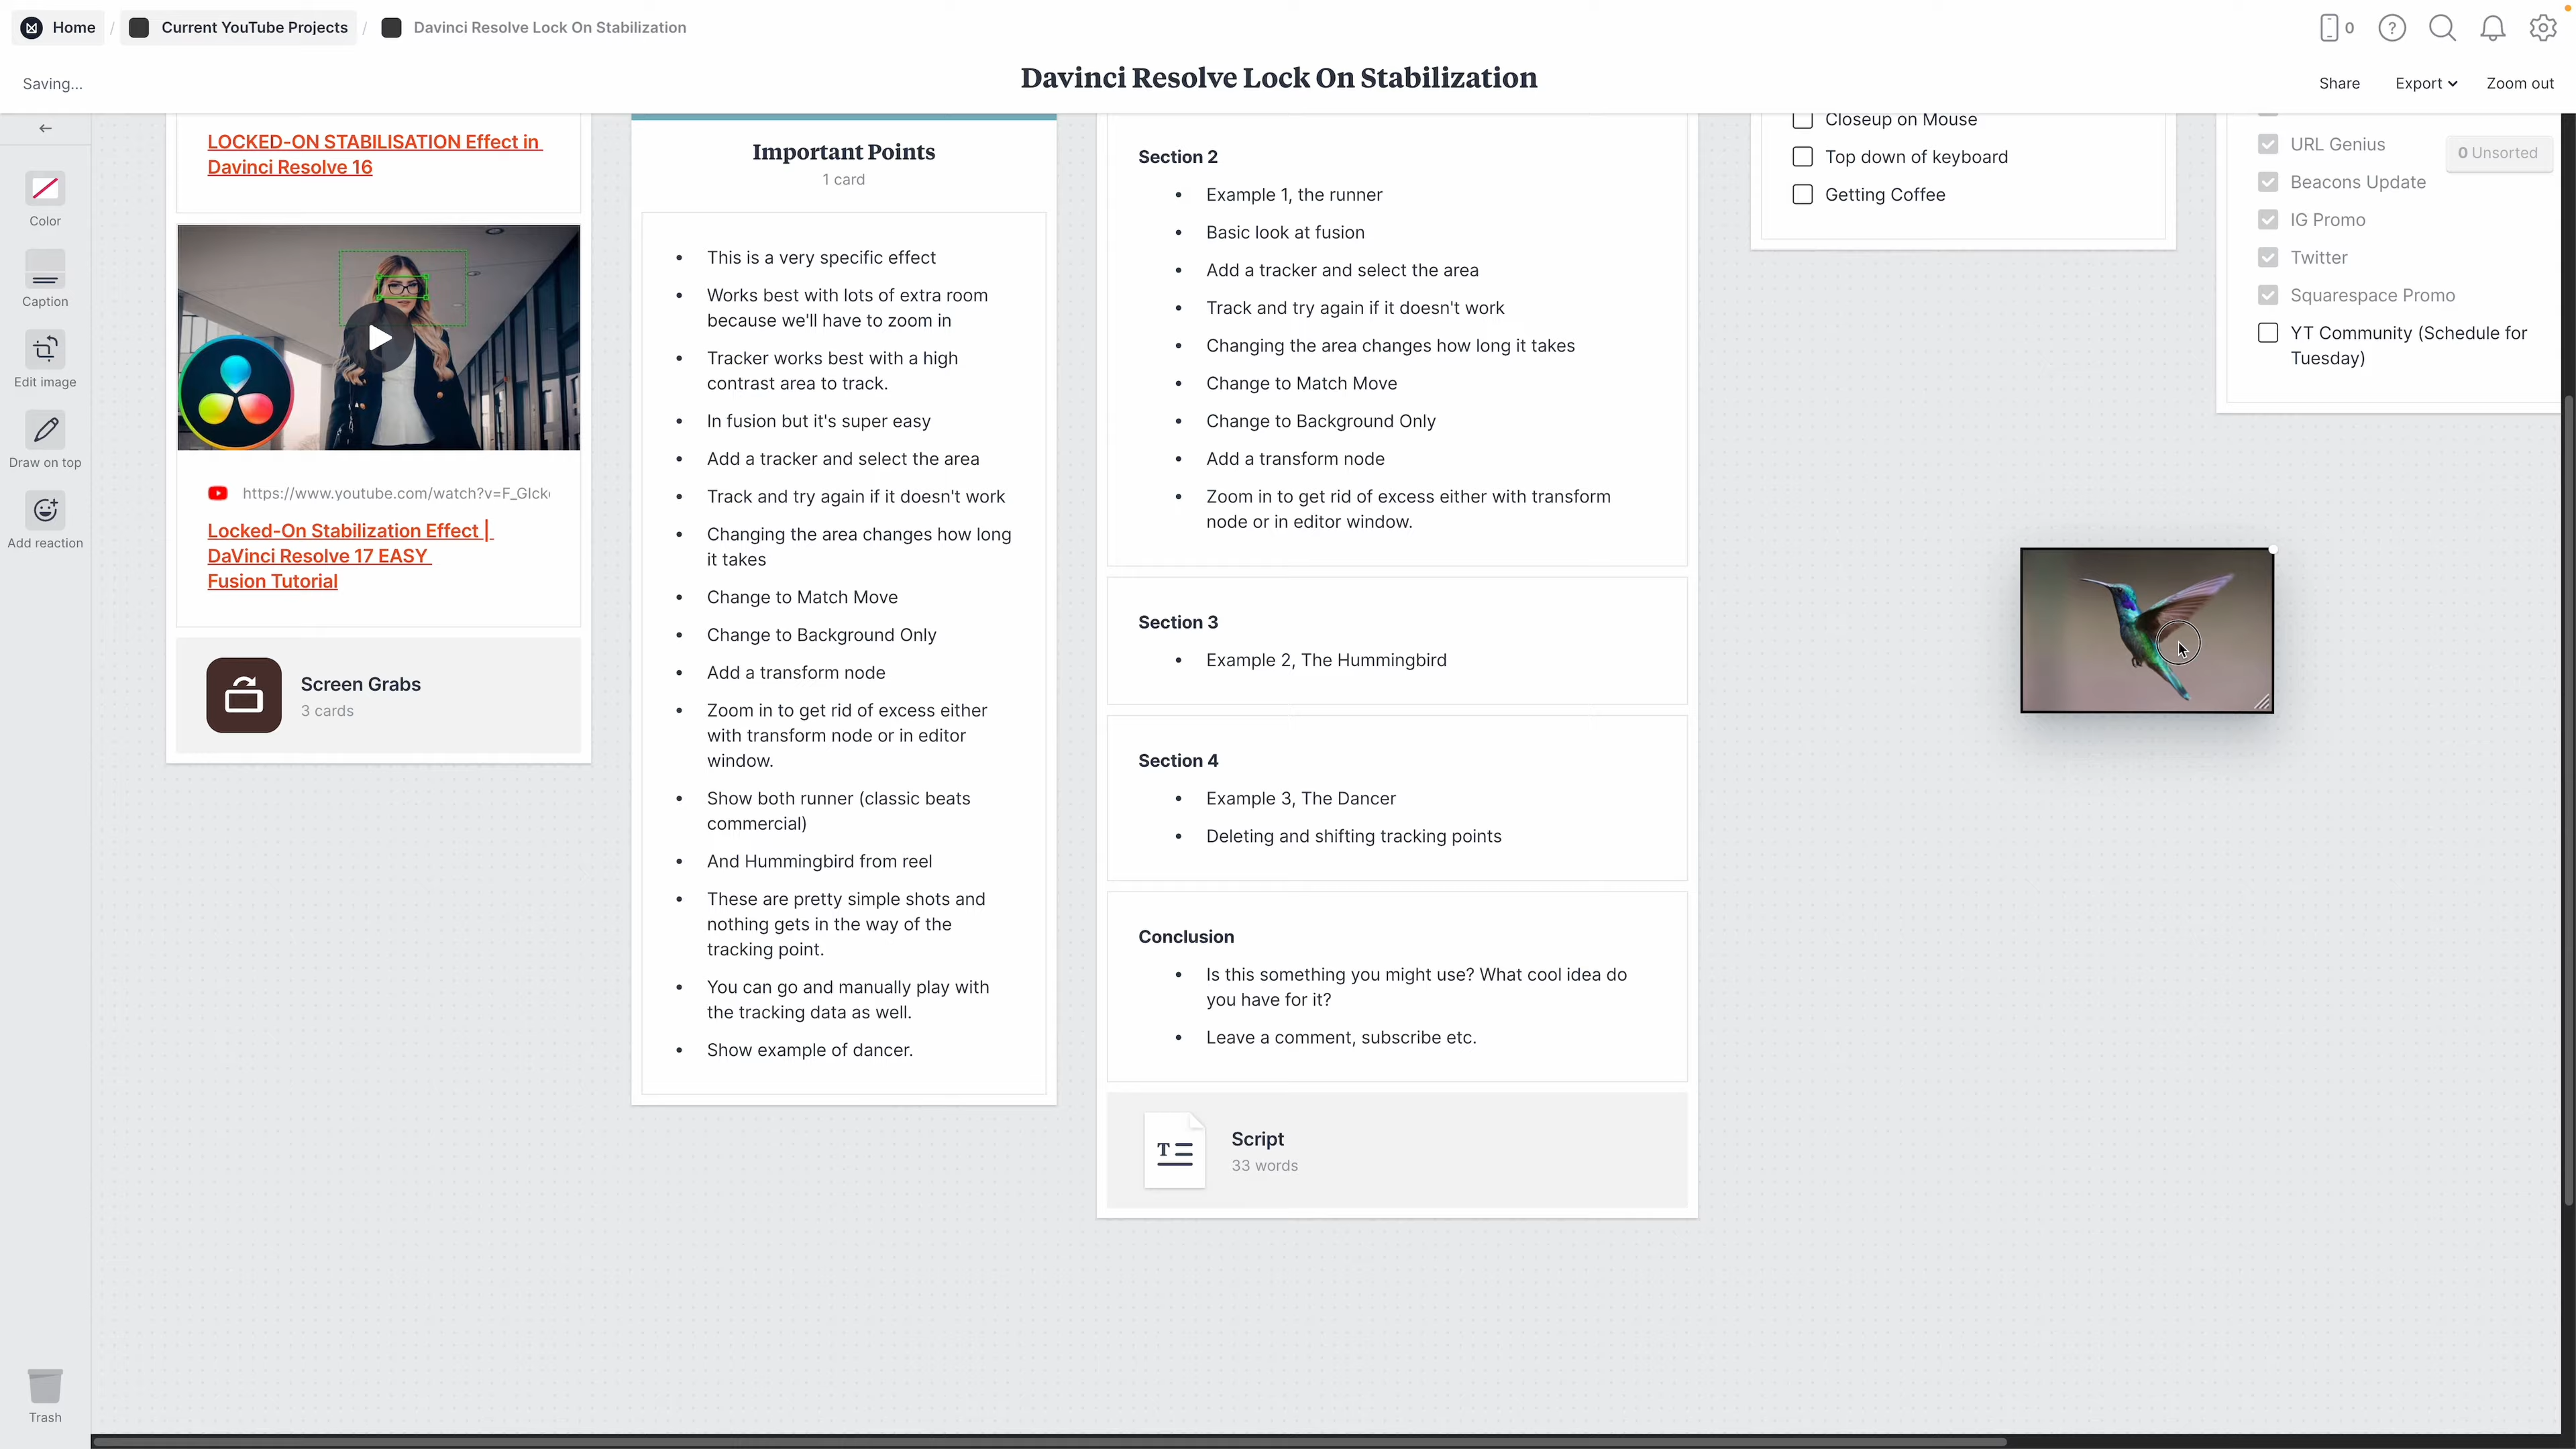 Home / Current YouTube Projects / Davinci Resolve Lock On Stabilization
0
Saving...
Davinci Resolve Lock On Stabilization
Share Export Zoom out
Color
Caption
Edit image
Draw on top
Add reaction
Trash
LOCKED-ON STABILISATION Effect in
Davinci Resolve 16
https://www.youtube.com/watch?v=F_Glck
Locked-On Stabilization Effect |
DaVinci Resolve 17 EASY
Fusion Tutorial
Screen Grabs
3 cards
Important Points
1 card
• This is a very specific effect
• Works best with lots of extra room
because we'll have to zoom in
• Tracker works best with a high
contrast area to track.
• In fusion but it's super easy
• Add a tracker and select the area
• Track and try again if it doesn't work
• Changing the area changes how long
it takes
• Change to Match Move
• Change to Background Only
• Add a transform node
• Zoom in to get rid of excess either
with transform node or in editor
window.
• Show both runner (classic beats
commercial)
• And Hummingbird from reel
• These are pretty simple shots and
nothing gets in the way of the
tracking point.
• You can go and manually play with
the tracking data as well.
• Show example of dancer.
Section 2
• Example 1, the runner
• Basic look at fusion
• Add a tracker and select the area
• Track and try again if it doesn't work
• Changing the area changes how long it takes
• Change to Match Move
• Change to Background Only
• Add a transform node
• Zoom in to get rid of excess either with transform
node or in editor window.
Section 3
• Example 2, The Hummingbird
Section 4
• Example 3, The Dancer
• Deleting and shifting tracking points
Conclusion
• Is this something you might use? What cool idea do
you have for it?
• Leave a comment, subscribe etc.
Script
33 words
Closeup on Mouse
Top down of keyboard
Getting Coffee
0 Unsorted
URL Genius
Beacons Update
IG Promo
Twitter
Squarespace Promo
YT Community (Schedule for
Tuesday)